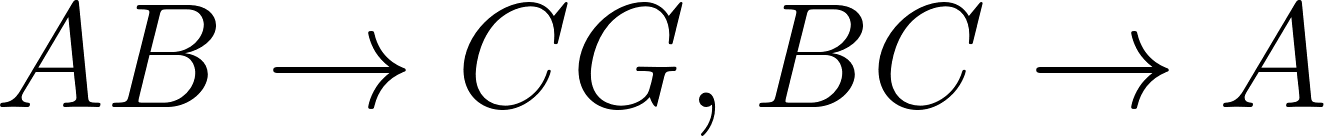 AB → CG, BC → A